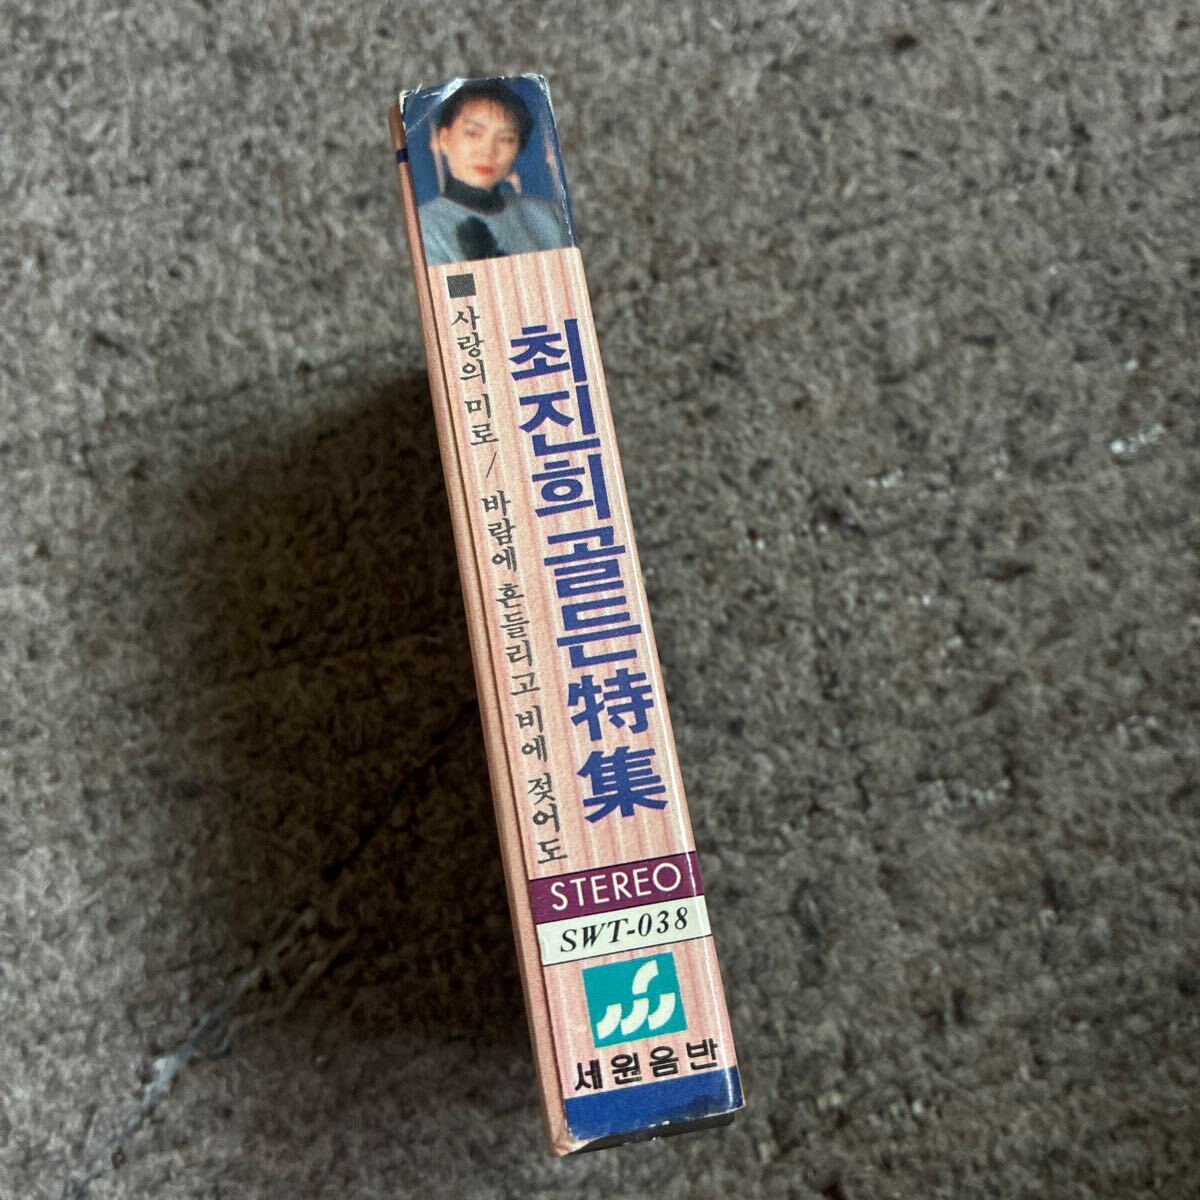 최진희골든特集
■사랑의 미로 / 바람에 흔들리고 비에 젖어도
STEREO
SWT-038
세원음반